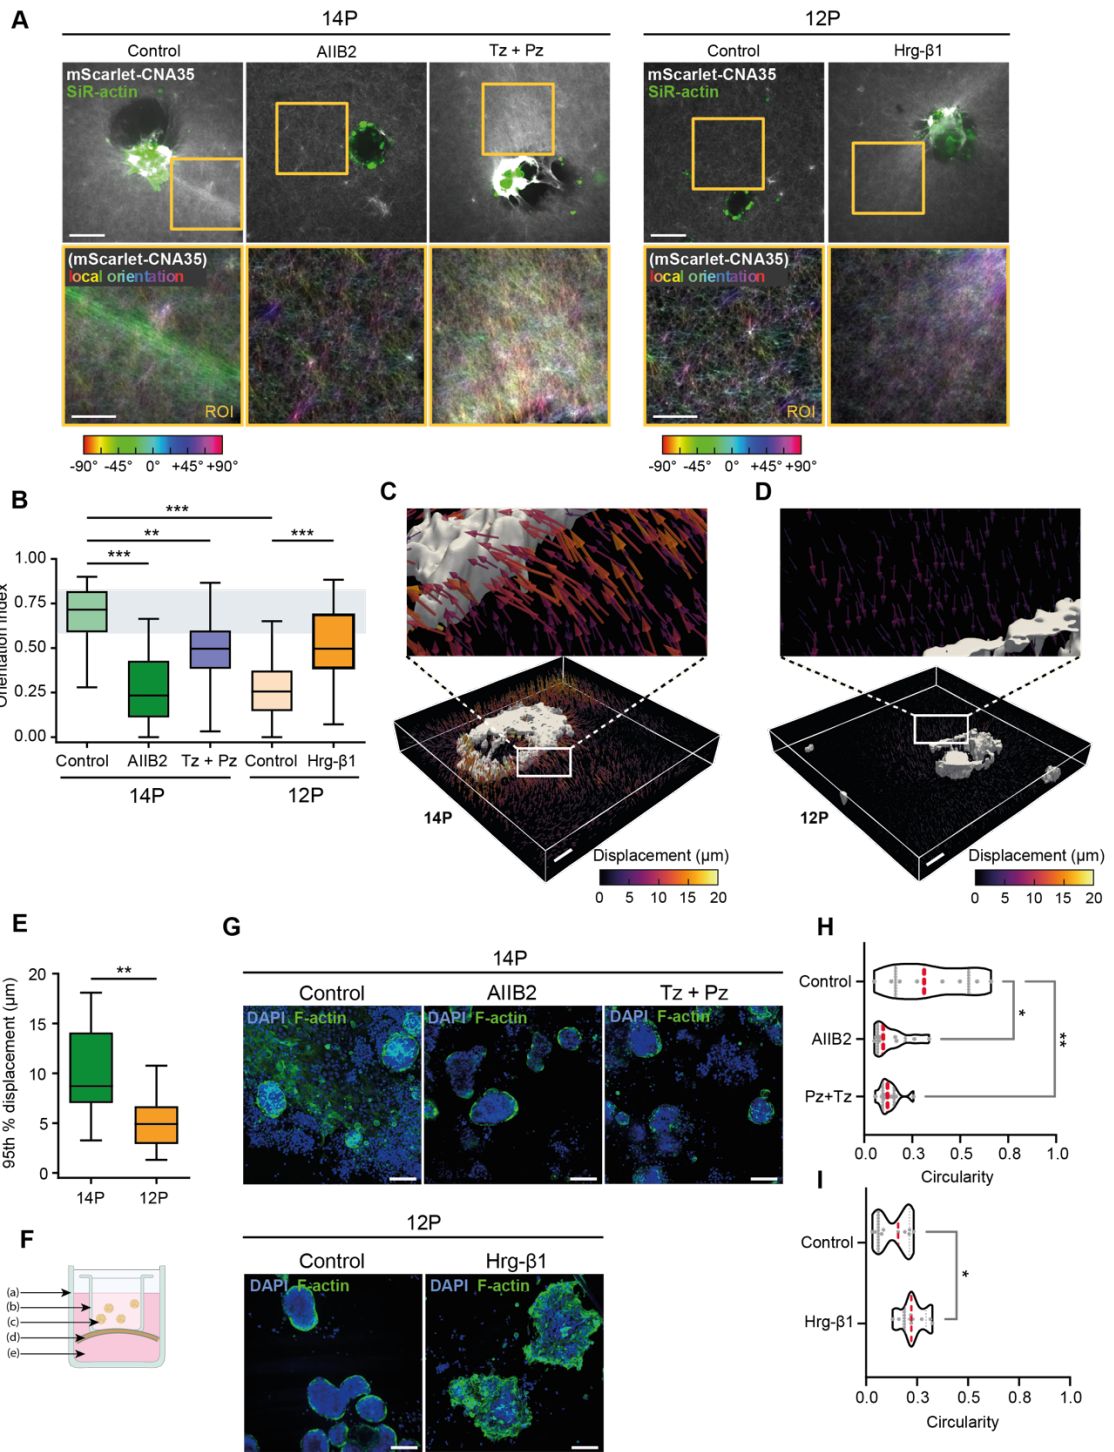 A
14P
12P
Control
AIIB2
Tz + Pz
Control
Hrg-β1
mScarlet-CNA35
SiR-actin
mScarlet-CNA35
SiR-actin
(mScarlet-CNA35)
local orientation
ROI
(mScarlet-CNA35)
local orientation
ROI
-90° -45° 0° +45° +90°
-90° -45° 0° +45° +90°
B
Orientation index
1.00
0.75
0.50
0.25
0.00
***
**
***
***
Control AIIB2 Tz + Pz Control Hrg-β1
14P 12P
C
14P
Displacement (μm)
0 5 10 15 20
D
12P
Displacement (μm)
0 5 10 15 20
E
95th % displacement (μm)
20
15
10
5
0
**
14P 12P
F
(a)
(b)
(c)
(d)
(e)
G
14P
Control
AIIB2
Tz + Pz
DAPI F-actin
DAPI F-actin
DAPI F-actin
12P
Control
Hrg-β1
DAPI F-actin
DAPI F-actin
H
Control
AIIB2
Pz+Tz
*
**
0.0 0.3 0.5 0.8 1.0
Circularity
I
Control
Hrg-β1
*
0.0 0.3 0.5 0.8 1.0
Circularity